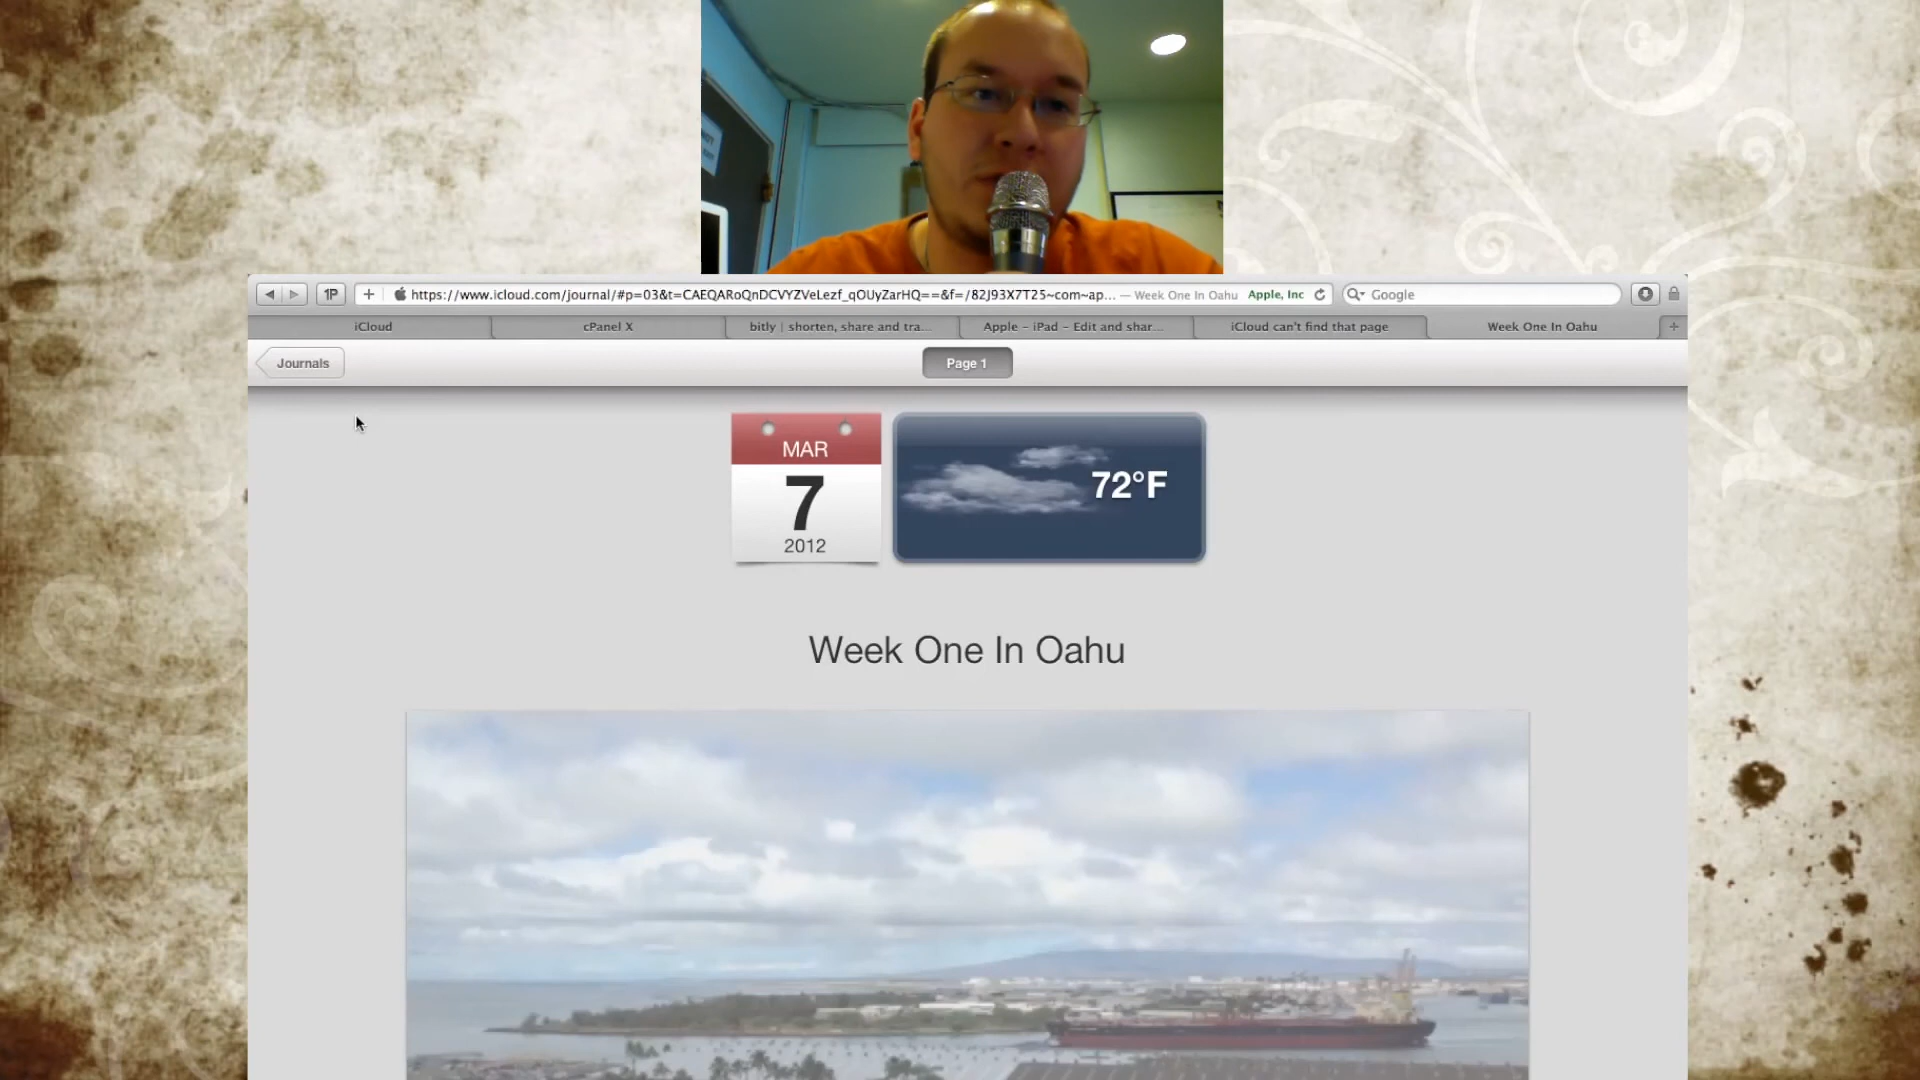 1P
+
https://www.icloud.com/journal/#p=03&t=CAEQARoQnDCVYZVeLezf_qOUyZarHQ==&f=/82J93X7T25~com~ap... — Week One In Oahu Apple, Inc
Google
iCloud
cPanel X
bitly | shorten, share and tra...
Apple – iPad – Edit and shar...
iCloud can't find that page
Week One In Oahu
+
Journals
Page 1
MAR
7
2012
72°F
Week One In Oahu